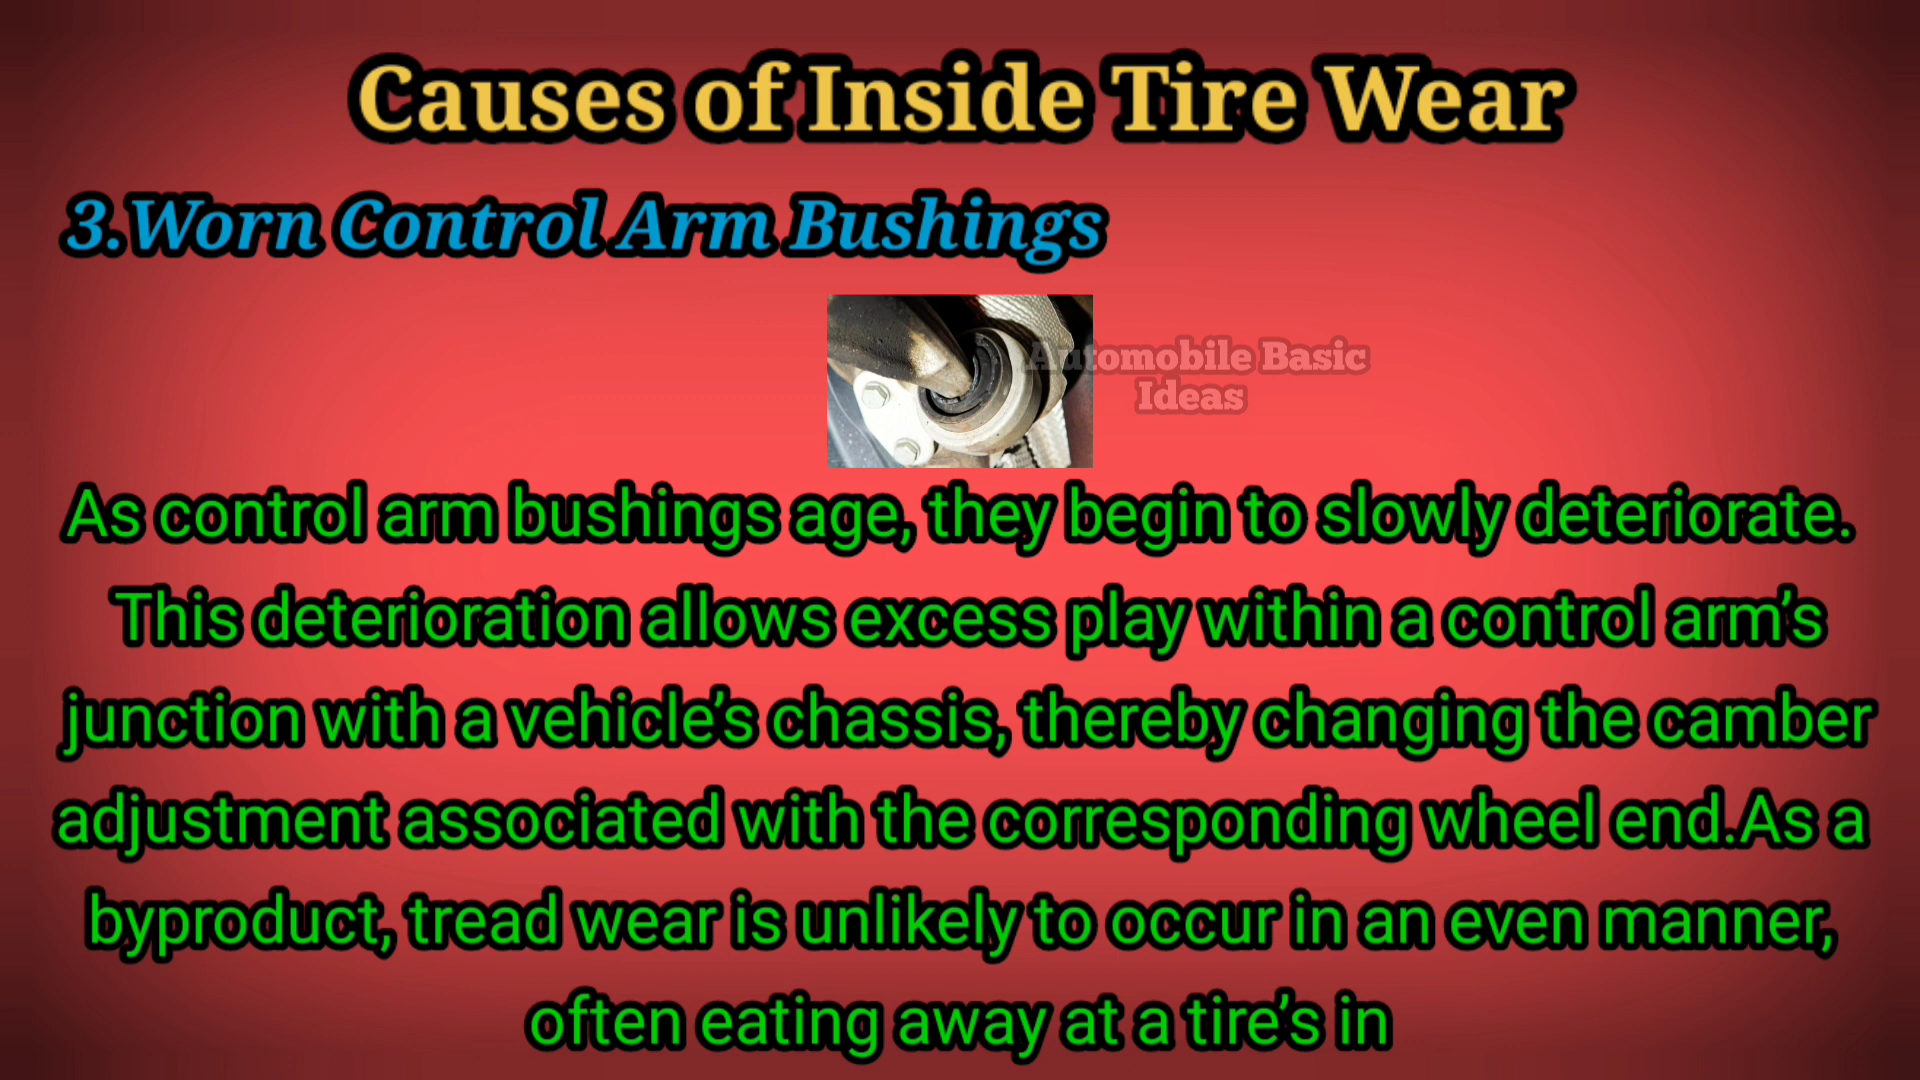 Causes of Inside Tire Wear
3.Worn Control Arm Bushings
Automobile Basic
Ideas
As control arm bushings age, they begin to slowly deteriorate.
This deterioration allows excess play within a control arm’s
junction with a vehicle’s chassis, thereby changing the camber
adjustment associated with the corresponding wheel end.As a
byproduct, tread wear is unlikely to occur in an even manner,
often eating away at a tire’s in